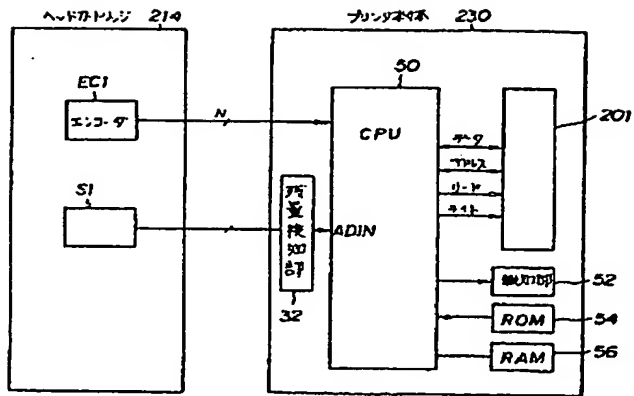 ヘッドカートリッジ 214
プリンタ本体 230
EC1
エンコーダ
N
S1
残量検知部
32
50
CPU
ADIN
データ
アドレス
リード
ライト
201
報知部
52
ROM
54
RAM
56